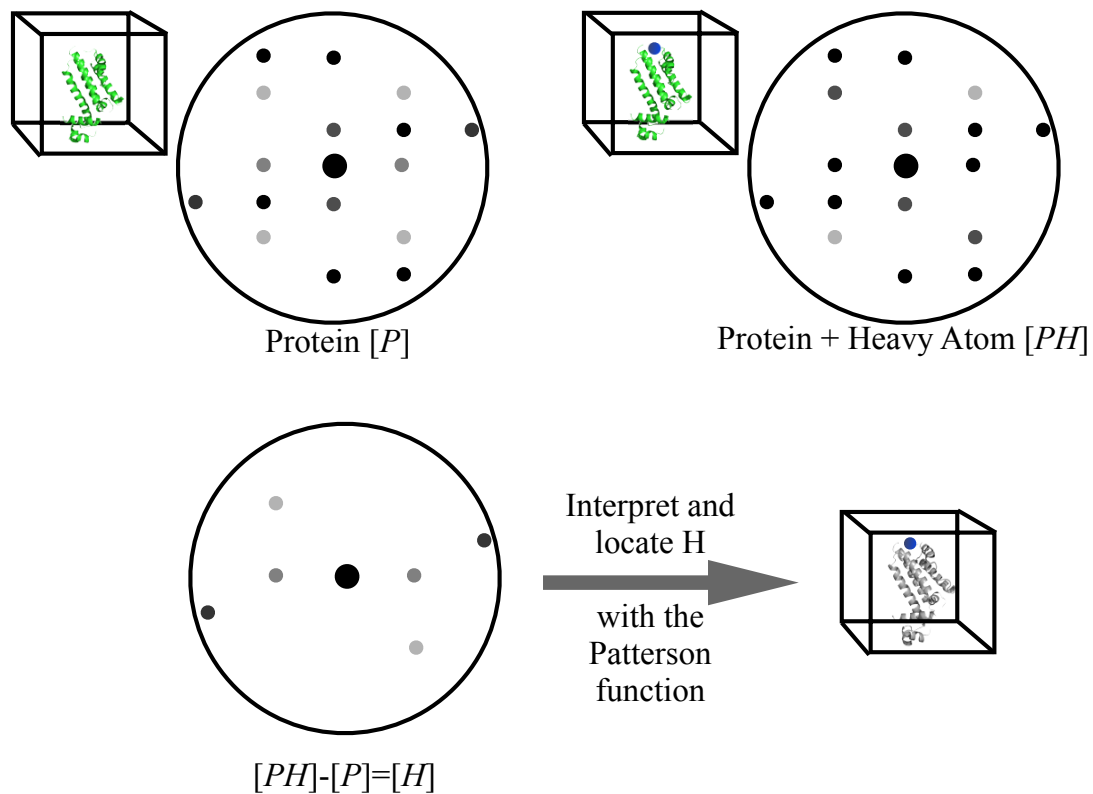 Protein [P]
Protein + Heavy Atom [PH]
Interpret and
locate H
with the
Patterson
function
[PH]-[P]=[H]